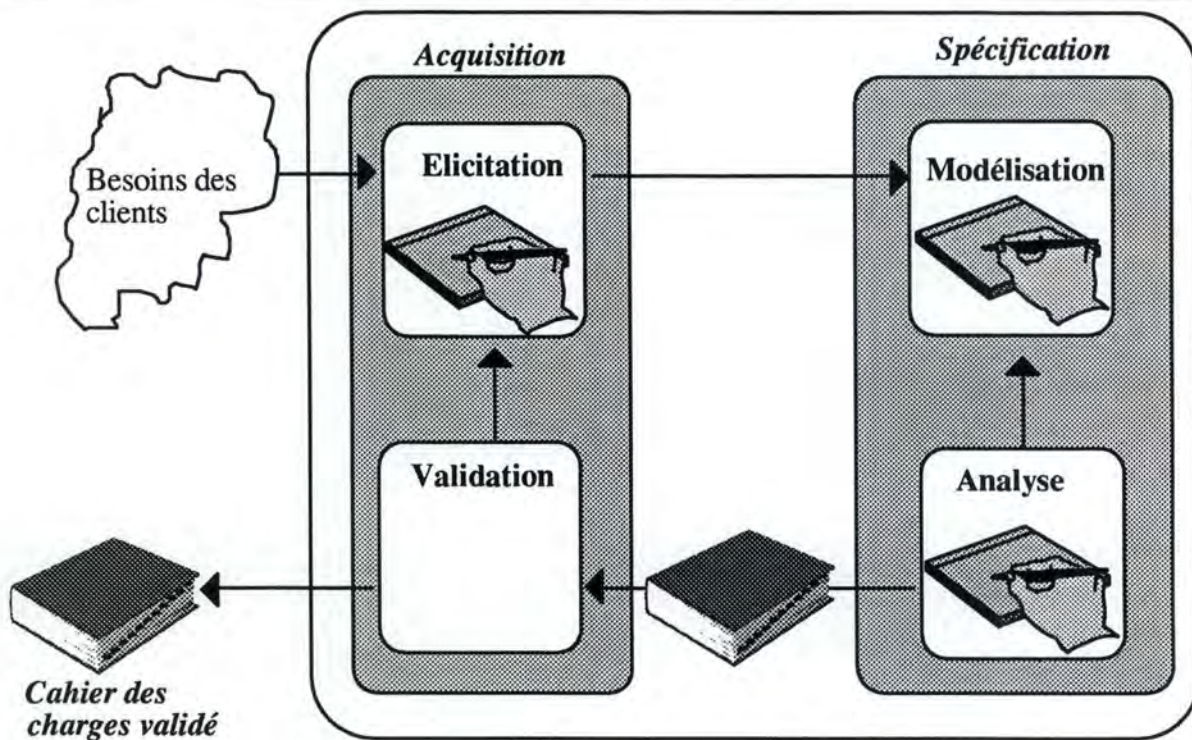 Acquisition
Spécification
Elicitation
Modélisation
Besoins des
clients
Validation
Analyse
Cahier des
charges validé